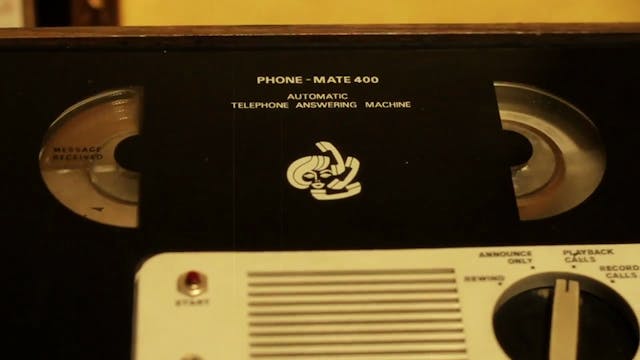 PHONE-MATE 400
AUTOMATIC
TELEPHONE ANSWERING MACHINE
MESSAGE
RECEIVED
START
REWIND
ANNOUNCE
ONLY
PLAYBACK
CALLS
RECORD
CALLS